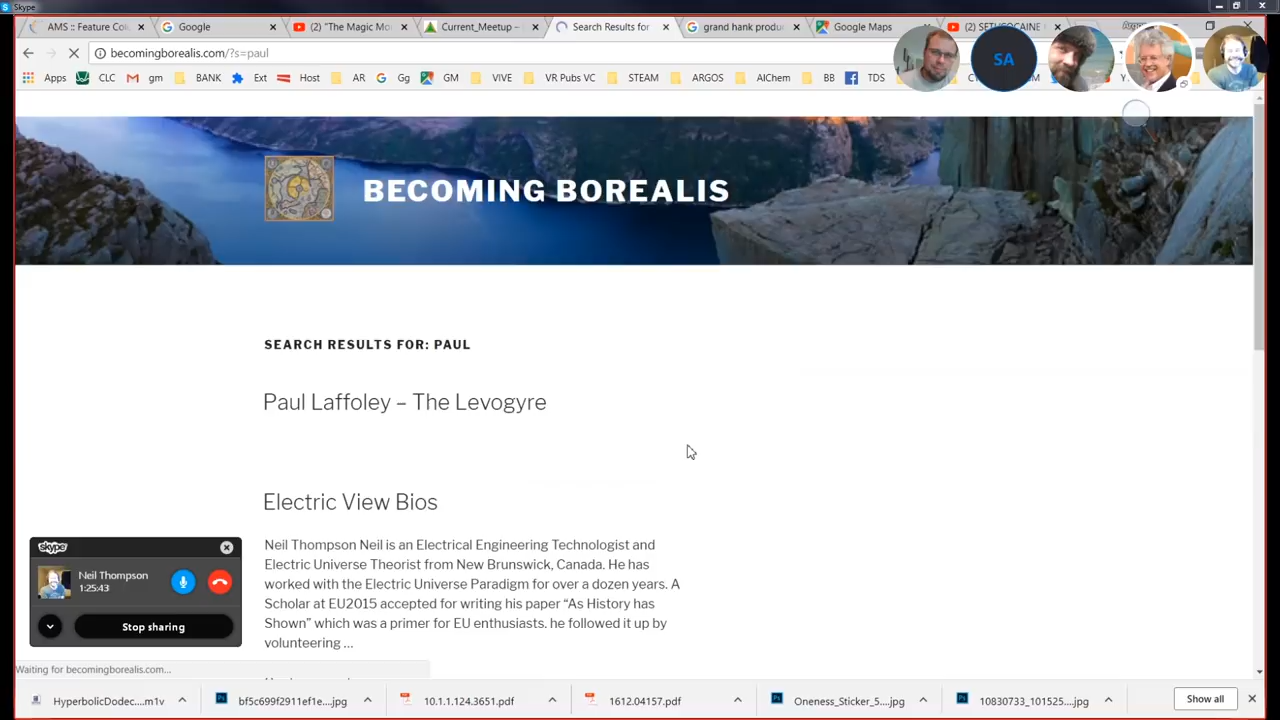 Skype
AMS :: Feature Col
Google
(2) "The Magic Mo
Current_Meetup –
Search Results for
grand hank produ
Google Maps
(2) SETI/COCAINE
becomingborealis.com/?s=paul
Apps
CLC
gm
BANK
Ext
Host
AR
Gg
GM
VIVE
VR Pubs VC
STEAM
ARGOS
AIChem
BB
TDS
SA
BECOMING BOREALIS
SEARCH RESULTS FOR: PAUL
Paul Laffoley – The Levogyre
Electric View Bios
Neil Thompson Neil is an Electrical Engineering Technologist and
Electric Universe Theorist from New Brunswick, Canada. He has
worked with the Electric Universe Paradigm for over a dozen years. A
Scholar at EU2015 accepted for writing his paper “As History has
Shown” which was a primer for EU enthusiasts. he followed it up by
volunteering …
skype
Neil Thompson
1:25:43
Stop sharing
Waiting for becomingborealis.com...
HyperbolicDodec....m1v
bf5c699f2911ef1e....jpg
10.1.1.124.3651.pdf
1612.04157.pdf
Oneness_Sticker_5....jpg
10830733_101525....jpg
Show all